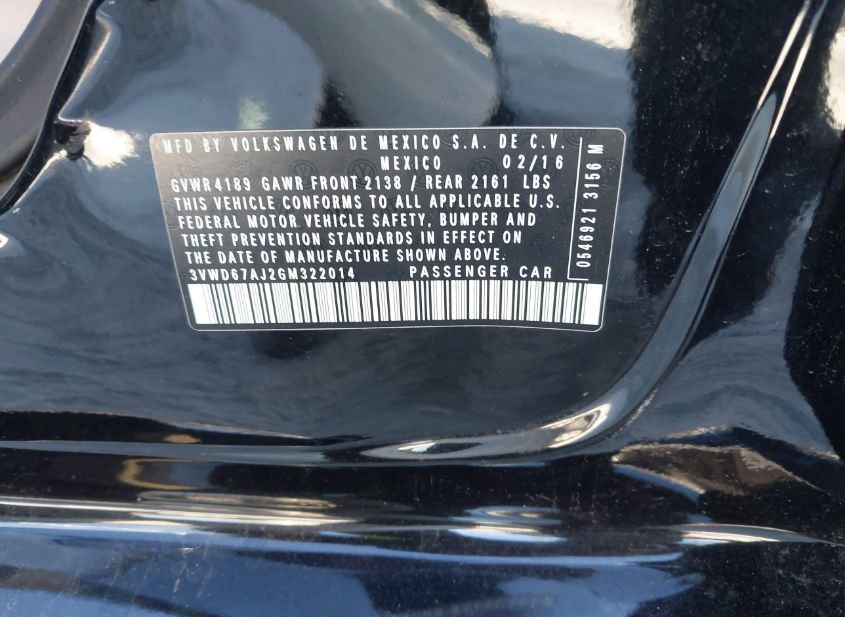 MFD BY VOLKSWAGEN DE MEXICO S.A. DE C.V.
MEXICO 02/16
GVWR 4189 GAWR FRONT 2138 / REAR 2161 LBS
THIS VEHICLE CONFORMS TO ALL APPLICABLE U.S.
FEDERAL MOTOR VEHICLE SAFETY, BUMPER AND
THEFT PREVENTION STANDARDS IN EFFECT ON
THE DATE OF MANUFACTURE SHOWN ABOVE.
3VWD67AJ2GM322014 PASSENGER CAR
0546921 3156 M